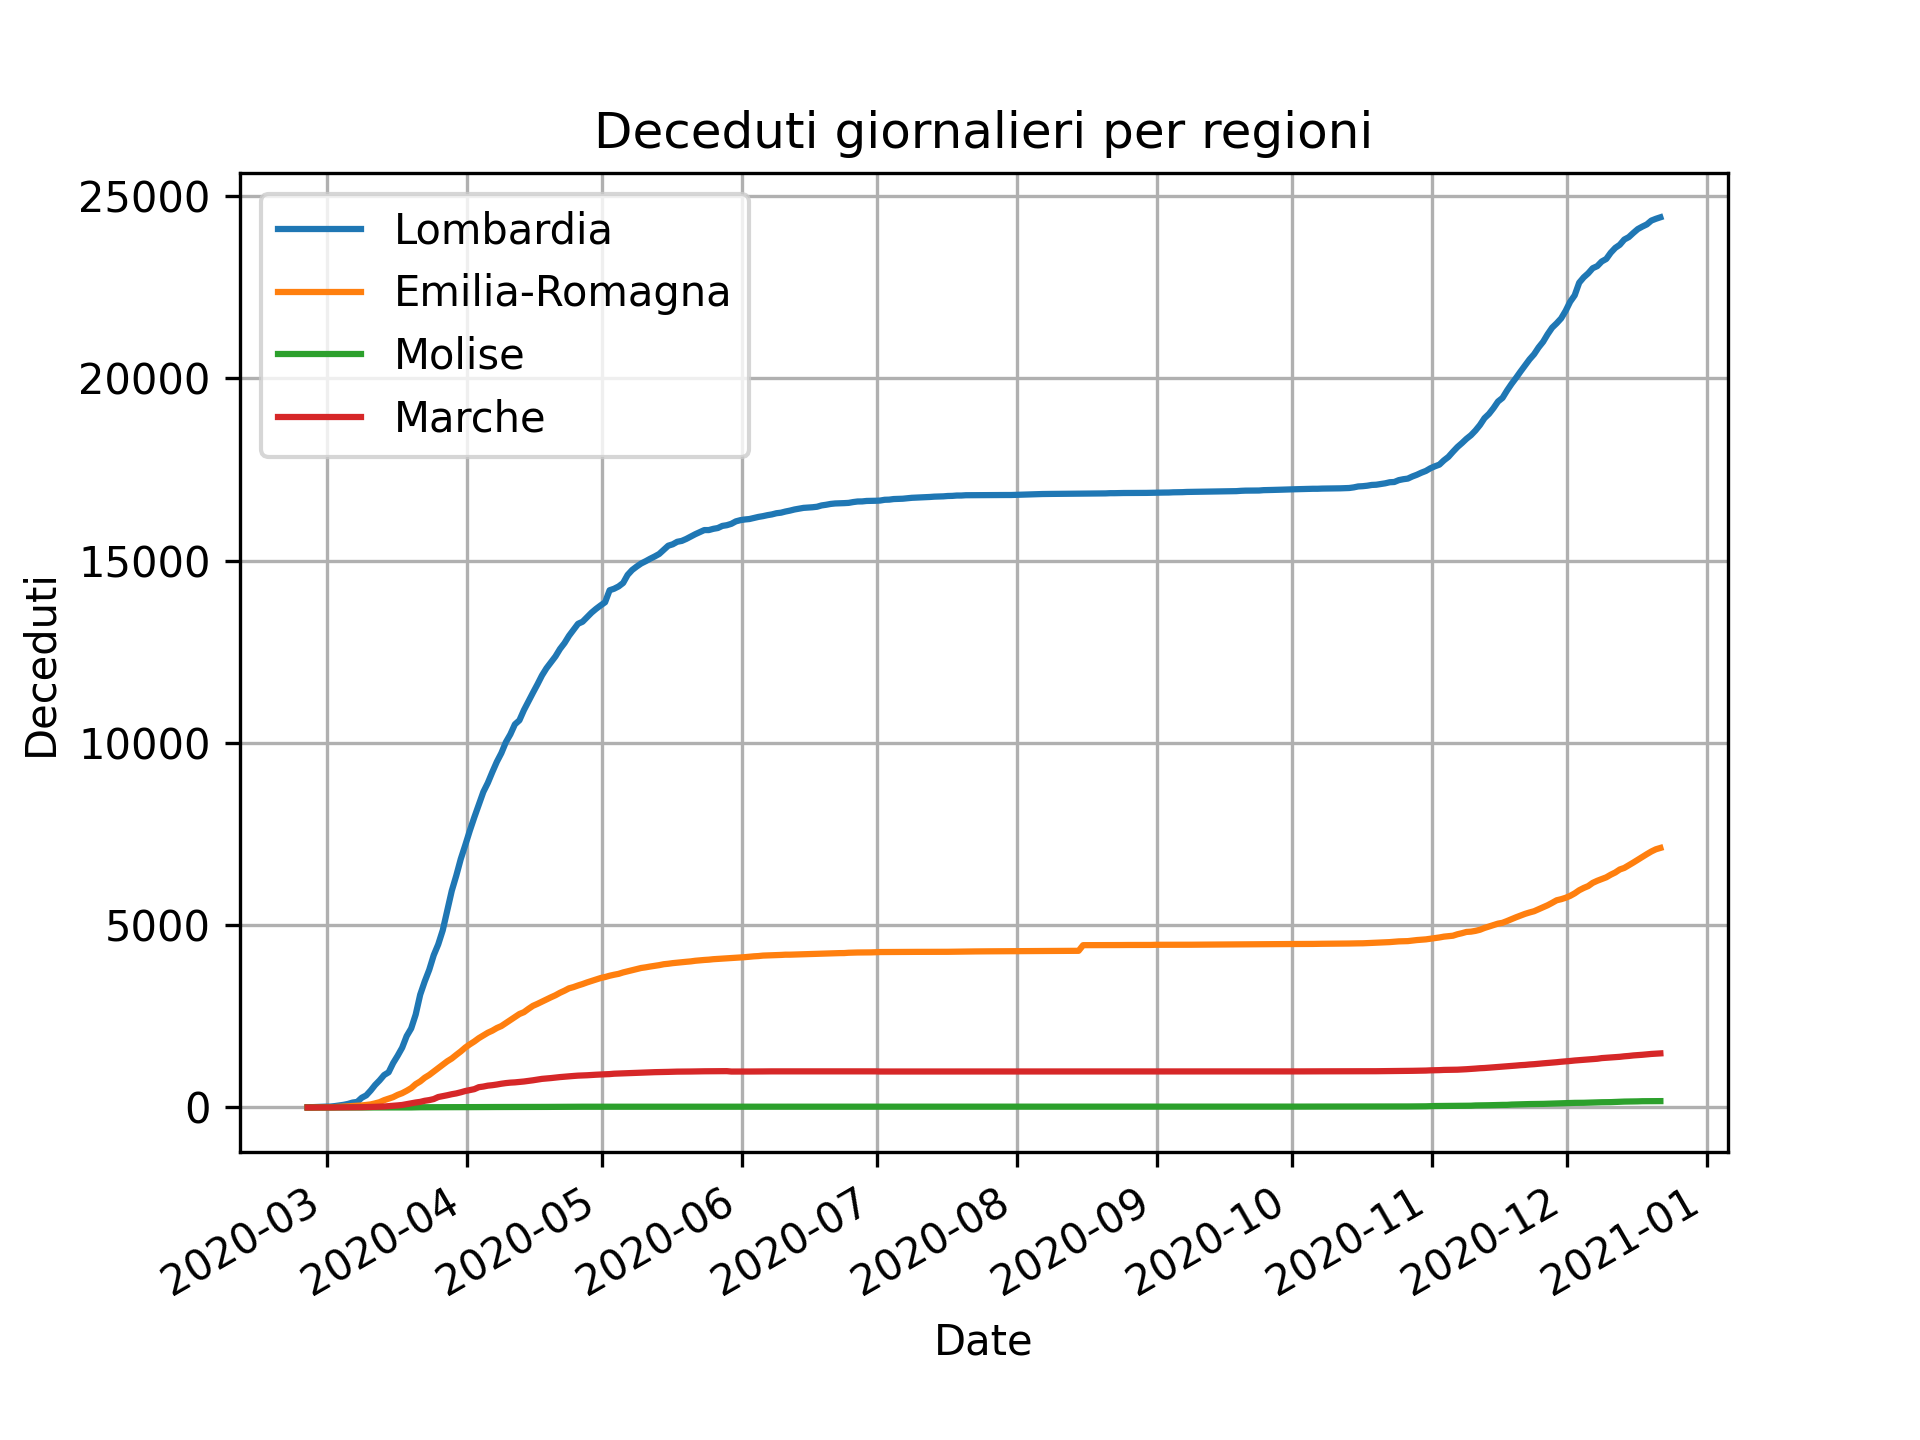 Deceduti giornalieri per regioni
25000
20000
15000
10000
5000
0
Deceduti
Lombardia
Emilia-Romagna
Molise
Marche
2020-03
2020-04
2020-05
2020-06
2020-07
2020-08
2020-09
2020-10
2020-11
2020-12
2021-01
Date